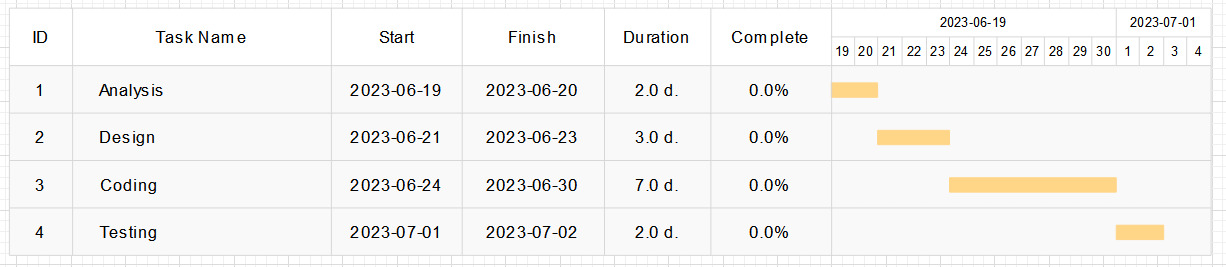 ID Task Name Start Finish Duration Complete 2023-06-19 2023-07-01
19 20 21 22 23 24 25 26 27 28 29 30 1 2 3 4
1 Analysis 2023-06-19 2023-06-20 2.0 d. 0.0%
2 Design 2023-06-21 2023-06-23 3.0 d. 0.0%
3 Coding 2023-06-24 2023-06-30 7.0 d. 0.0%
4 Testing 2023-07-01 2023-07-02 2.0 d. 0.0%